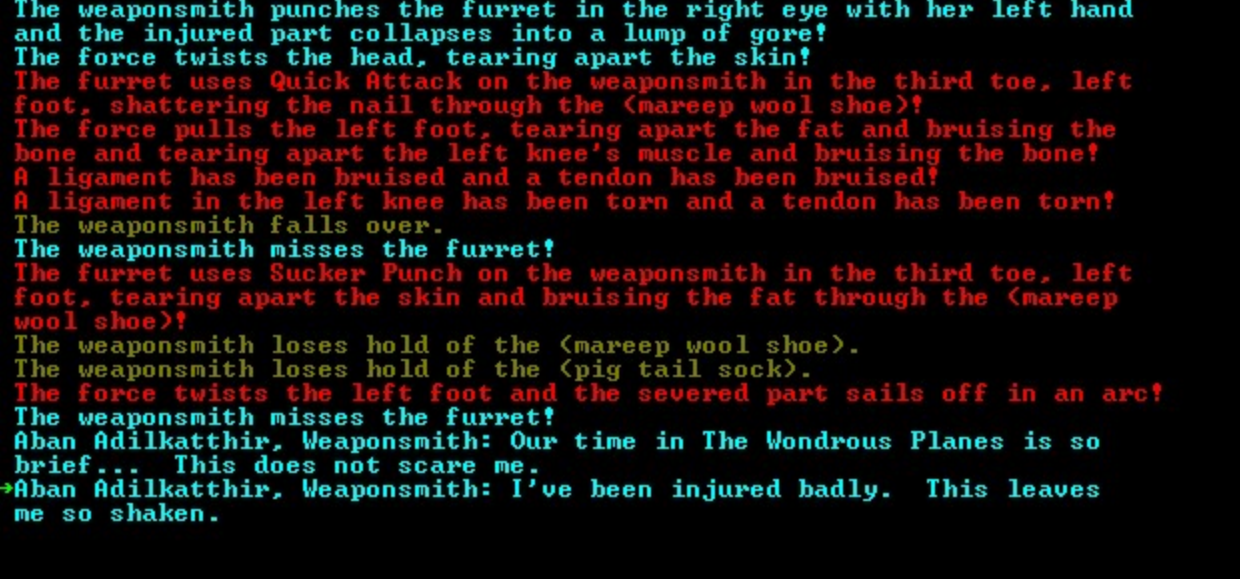 The weaponsmith punches the furret in the right eye with her left hand
and the injured part collapses into a lump of gore!
The force twists the head, tearing apart the skin!
The furret uses Quick Attack on the weaponsmith in the third toe, left
foot, shattering the nail through the (mareep wool shoe)!
The force pulls the left foot, tearing apart the fat and bruising the
bone and tearing apart the left knee's muscle and bruising the bone!
A ligament has been bruised and a tendon has been bruised!
A ligament in the left knee has been torn and a tendon has been torn!
The weaponsmith falls over.
The weaponsmith misses the furret!
The furret uses Sucker Punch on the weaponsmith in the third toe, left
foot, tearing apart the skin and bruising the fat through the (mareep
wool shoe)!
The weaponsmith loses hold of the (mareep wool shoe).
The weaponsmith loses hold of the (pig tail sock).
The force twists the left foot and the severed part sails off in an arc!
The weaponsmith misses the furret!
Aban Adilkatthir, Weaponsmith: Our time in The Wondrous Planes is so
brief...  This does not scare me.
Aban Adilkatthir, Weaponsmith: I've been injured badly.  This leaves
me so shaken.